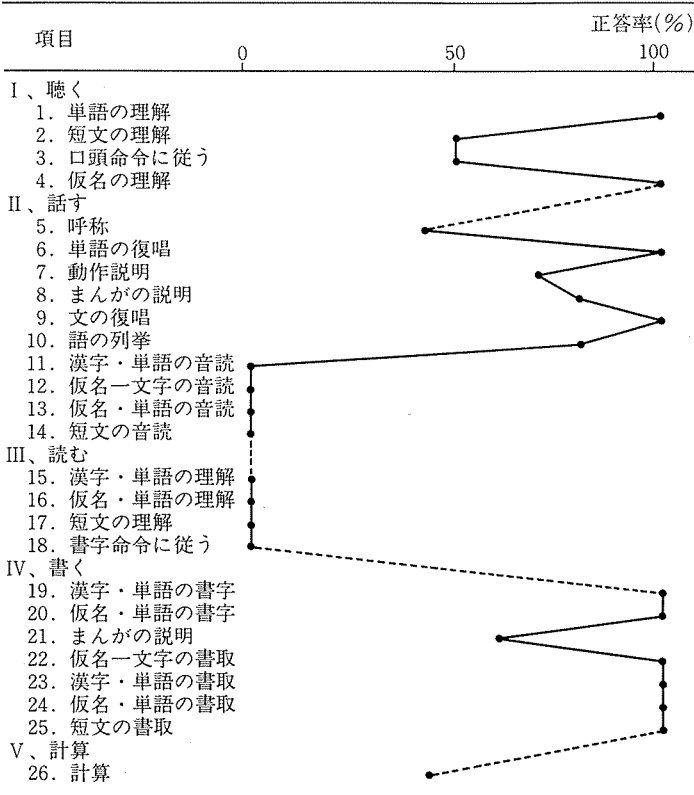 項目
正答率(%)
0 50 100
Ⅰ、聴く
1. 単語の理解
2. 短文の理解
3. 口頭命令に従う
4. 仮名の理解
Ⅱ、話す
5. 呼称
6. 単語の復唱
7. 動作説明
8. まんがの説明
9. 文の復唱
10. 語の列挙
11. 漢字・単語の音読
12. 仮名一文字の音読
13. 仮名・単語の音読
14. 短文の音読
Ⅲ、読む
15. 漢字・単語の理解
16. 仮名・単語の理解
17. 短文の理解
18. 書字命令に従う
Ⅳ、書く
19. 漢字・単語の書字
20. 仮名・単語の書字
21. まんがの説明
22. 仮名一文字の書取
23. 漢字・単語の書取
24. 仮名・単語の書取
25. 短文の書取
Ⅴ、計算
26. 計算